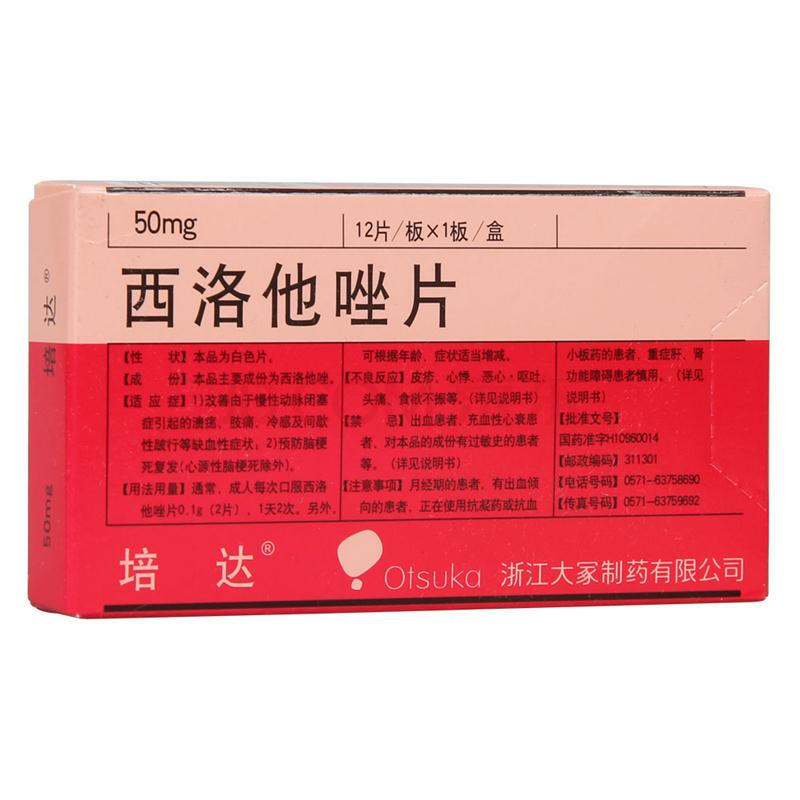 50mg
12片/板×1板/盒
西洛他唑片
【性 状】本品为白色片。
【成 份】本品主要成份为西洛他唑。
【适 应 症】1)改善由于慢性动脉闭塞
症引起的溃疡、肢痛、冷感及间歇
性跛行等缺血性症状；2)预防脑梗
死复发(心源性脑梗死除外)。
【用法用量】通常，成人每次口服西洛
他唑片0.1g(2片)，1天2次。另外，
可根据年龄、症状适当增减。
【不良反应】皮疹、心悸、恶心·呕吐、
头痛、食欲不振等。(详见说明书)
【禁 忌】出血患者、充血性心衰患
者、对本品的成份有过敏史的患者
等。(详见说明书)
【注意事项】月经期的患者、有出血倾
向的患者、正在使用抗凝药或抗血
小板药的患者、重症肝、肾
功能障碍患者慎用。(详见
说明书)
【批准文号】
国药准字H10960014
【邮政编码】311301
【电话号码】0571-63758690
【传真号码】0571-63759692
培 达®
Otsuka 浙江大冢制药有限公司
培达®
50mg